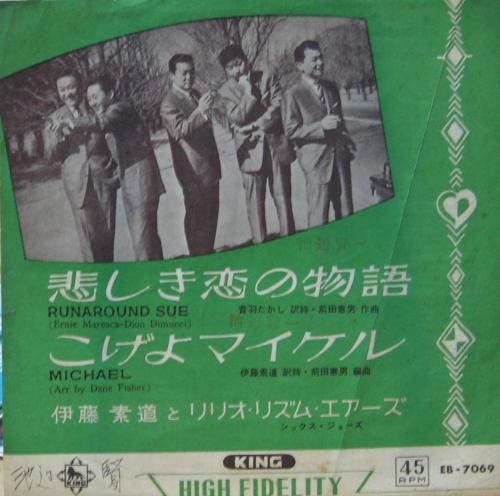 悲しき恋の物語
RUNAROUND SUE
(Ernie Maresca-Dion Dimucci)
音羽たかし 訳詩・前田憲男 作曲
こげよマイケル
MICHAEL
(Arr by Dane Fisher)
伊藤素道 訳詩・前田憲男 編曲
伊藤素道とリリオ・リズム・エアーズ
シックス・ジョーズ
KING
KING
HIGH FIDELITY
45
RPM
EB-7069